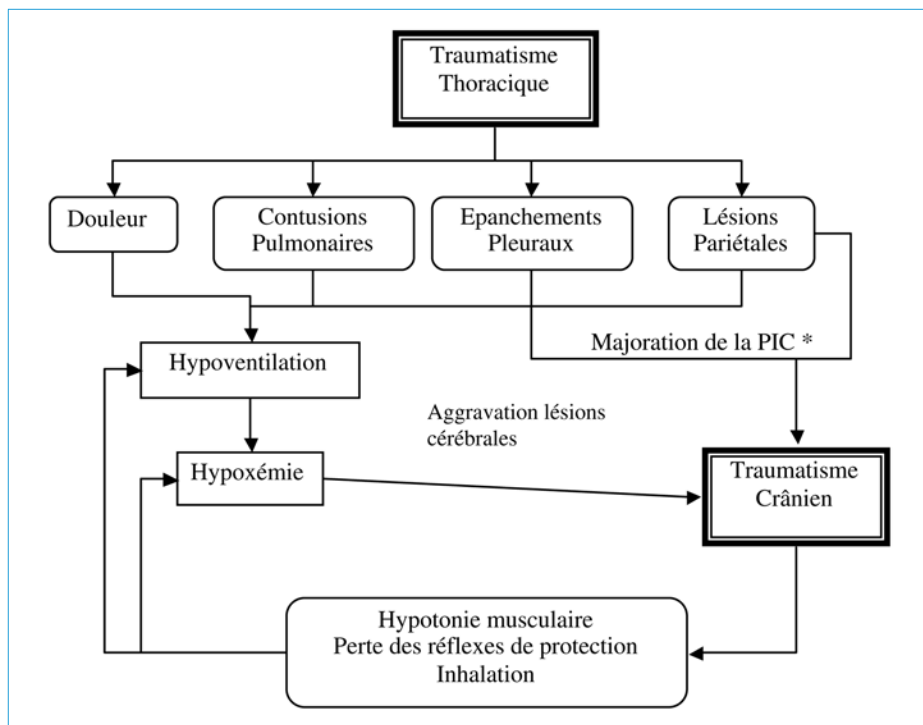 Traumatisme
Thoracique
Douleur
Contusions
Pulmonaires
Epanchements
Pleuraux
Lésions
Pariétales
Majoration de la PIC *
Hypoventilation
Aggravation lésions
cérébrales
Hypoxémie
Traumatisme
Crânien
Hypotonie musculaire
Perte des réflexes de protection
Inhalation